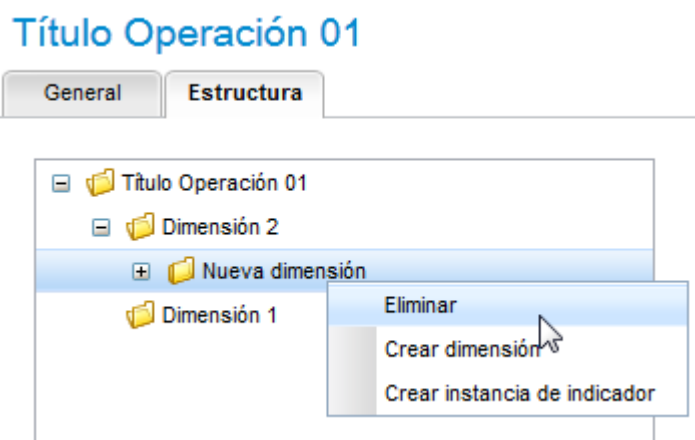 Título Operación 01
General
Estructura
Título Operación 01
Dimensión 2
Nueva dimensión
Dimensión 1
Eliminar
Crear dimensión
Crear instancia de indicador